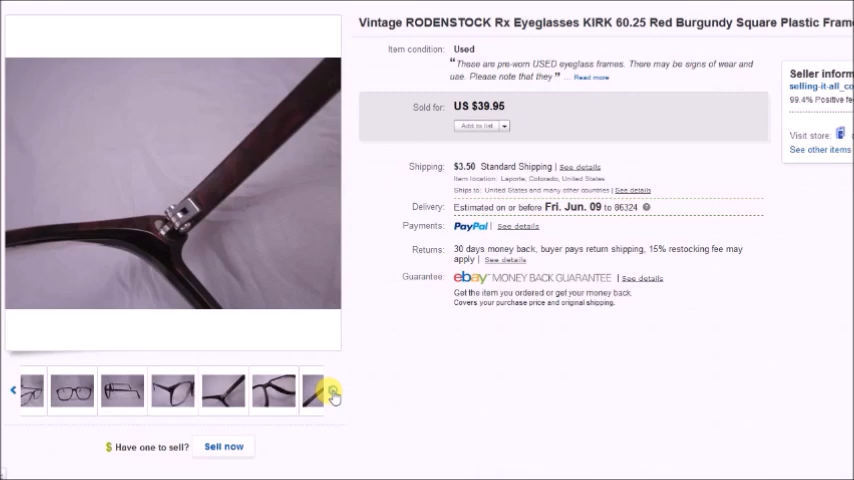 Vintage RODENSTOCK Rx Eyeglasses KIRK 60.25 Red Burgundy Square Plastic Fram
Item condition: Used
“These are pre-worn USED eyeglass frames. There may be signs of wear and
use. Please note that they ” ... Read more
Sold for: US $39.95
Add to list
Seller inform
selling-it-all_co
99.4% Positive fe
Visit store:
See other items
Shipping: $3.50 Standard Shipping | See details
Item location: Laporte, Colorado, United States
Ships to: United States and many other countries | See details
Delivery: Estimated on or before Fri. Jun. 09 to 86324
Payments: PayPal | See details
Returns: 30 days money back, buyer pays return shipping, 15% restocking fee may
apply | See details
Guarantee: ebay MONEY BACK GUARANTEE | See details
Get the item you ordered or get your money back.
Covers your purchase price and original shipping.
$ Have one to sell? Sell now